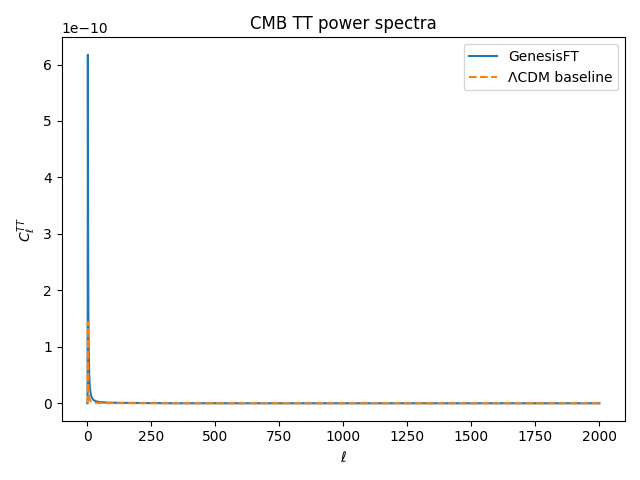 CMB TT power spectra
1e−10
GenesisFT
ΛCDM baseline
6
5
4
3
2
1
0
C_ℓ^{TT}
0 250 500 750 1000 1250 1500 1750 2000
ℓ